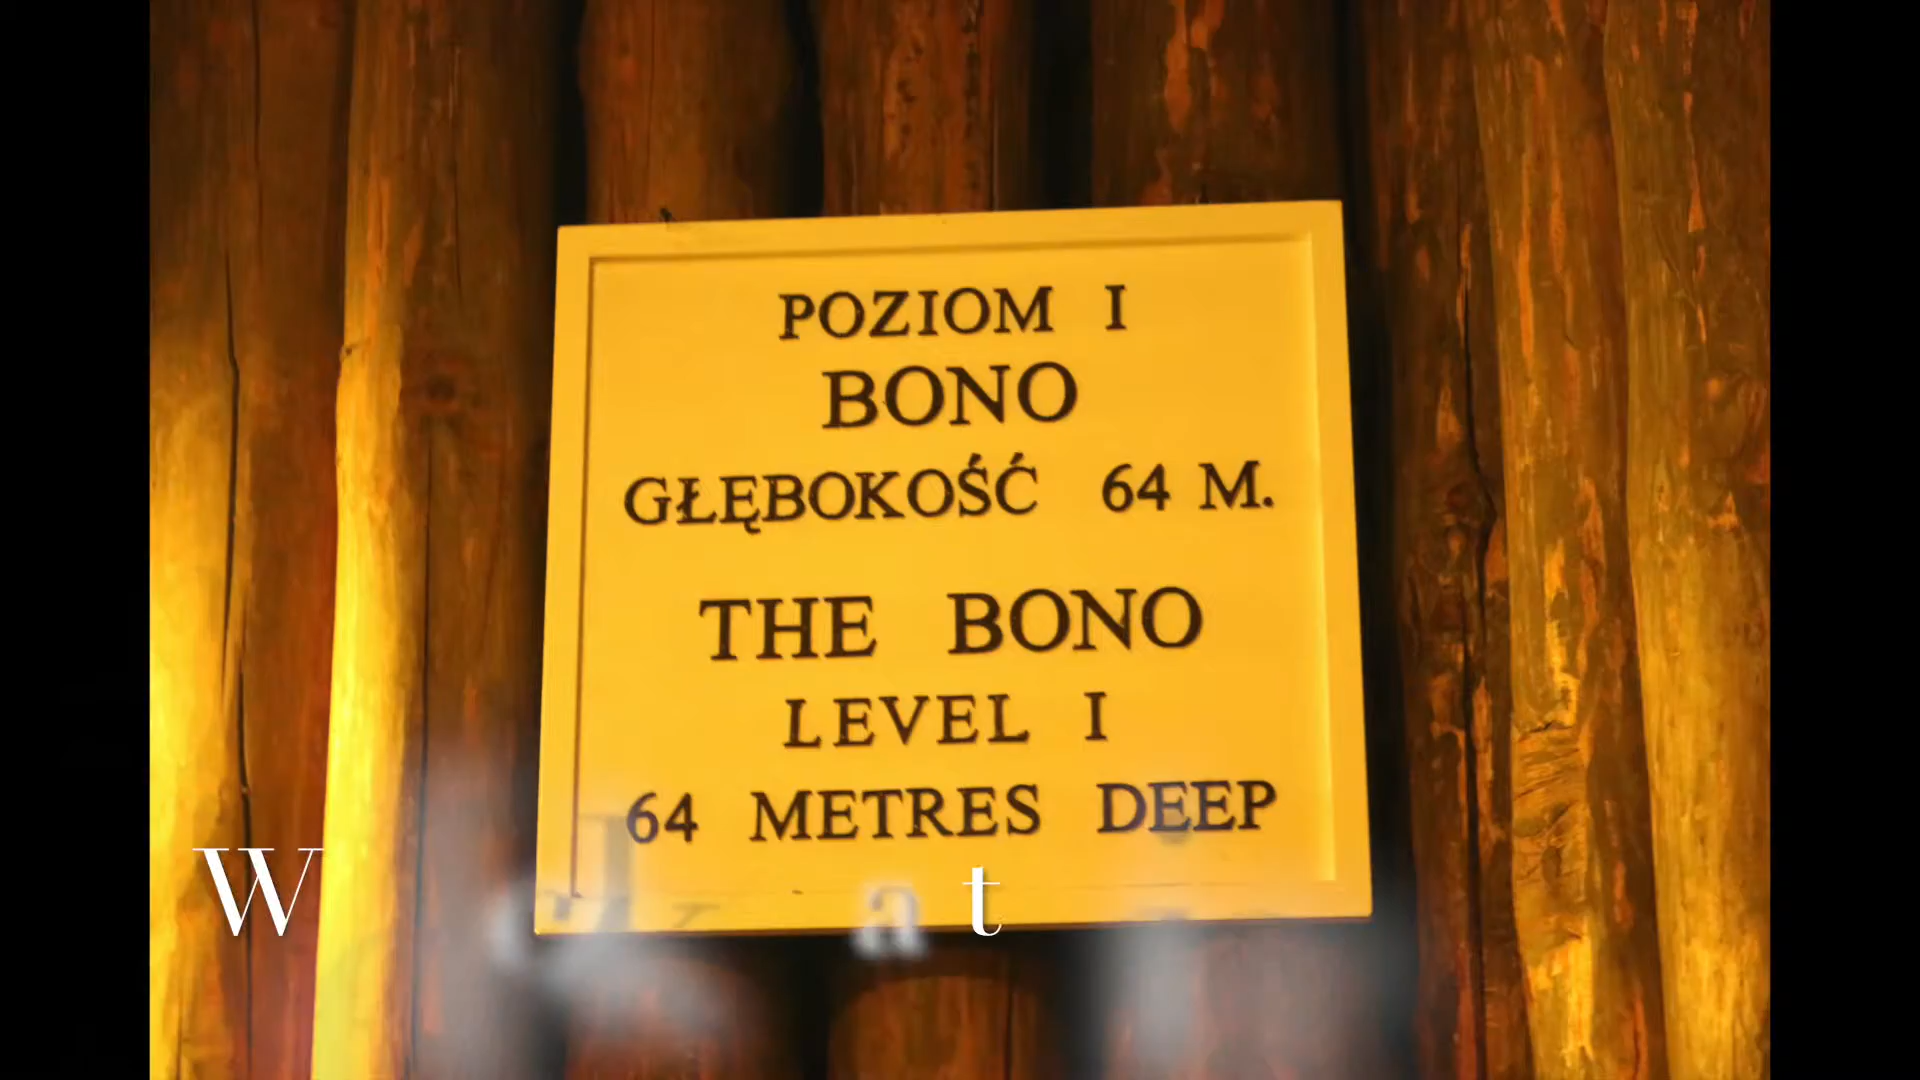 POZIOM I
BONO
GŁĘBOKOŚĆ 64 M.
THE BONO
LEVEL I
64 METRES DEEP